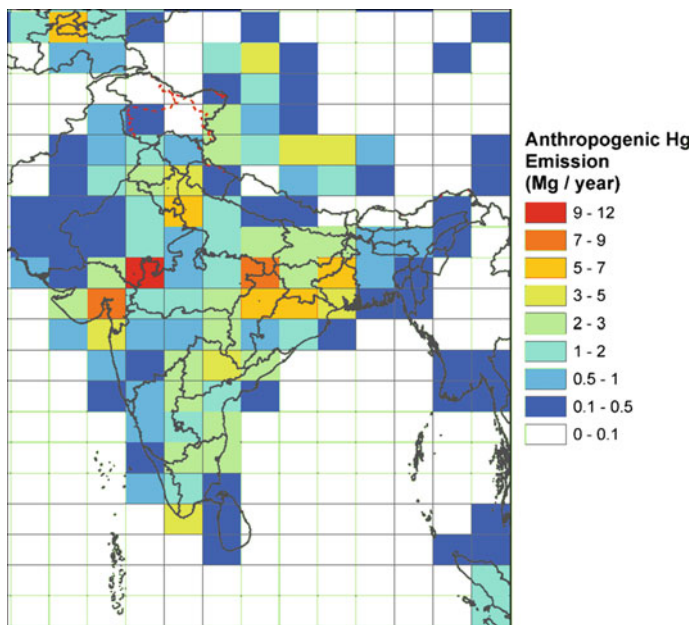 Anthropogenic Hg
Emission
(Mg / year)
9 - 12
7 - 9
5 - 7
3 - 5
2 - 3
1 - 2
0.5 - 1
0.1 - 0.5
0 - 0.1